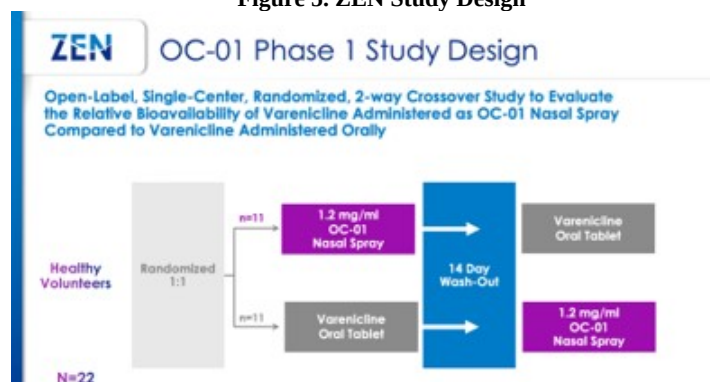 Figure 5. ZEN Study Design
ZEN
OC-01 Phase 1 Study Design
Open-Label, Single-Center, Randomized, 2-way Crossover Study to Evaluate
the Relative Bioavailability of Varenicline Administered as OC-01 Nasal Spray
Compared to Varenicline Administered Orally
Healthy
Volunteers
N=22
Randomized
1:1
n=11
1.2 mg/ml
OC-01
Nasal Spray
n=11
Varenicline
Oral Tablet
14 Day
Wash-Out
Varenicline
Oral Tablet
1.2 mg/ml
OC-01
Nasal Spray